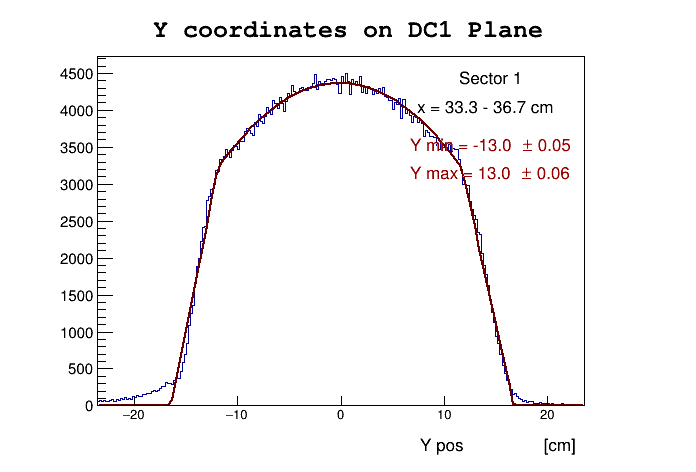 Y coordinates on DC1 Plane
Sector 1
x = 33.3 - 36.7 cm
Y min = -13.0 ± 0.05
Y max = 13.0 ± 0.06
4500
4000
3500
3000
2500
2000
1500
1000
500
0
−20 −10 0 10 20
Y pos [cm]